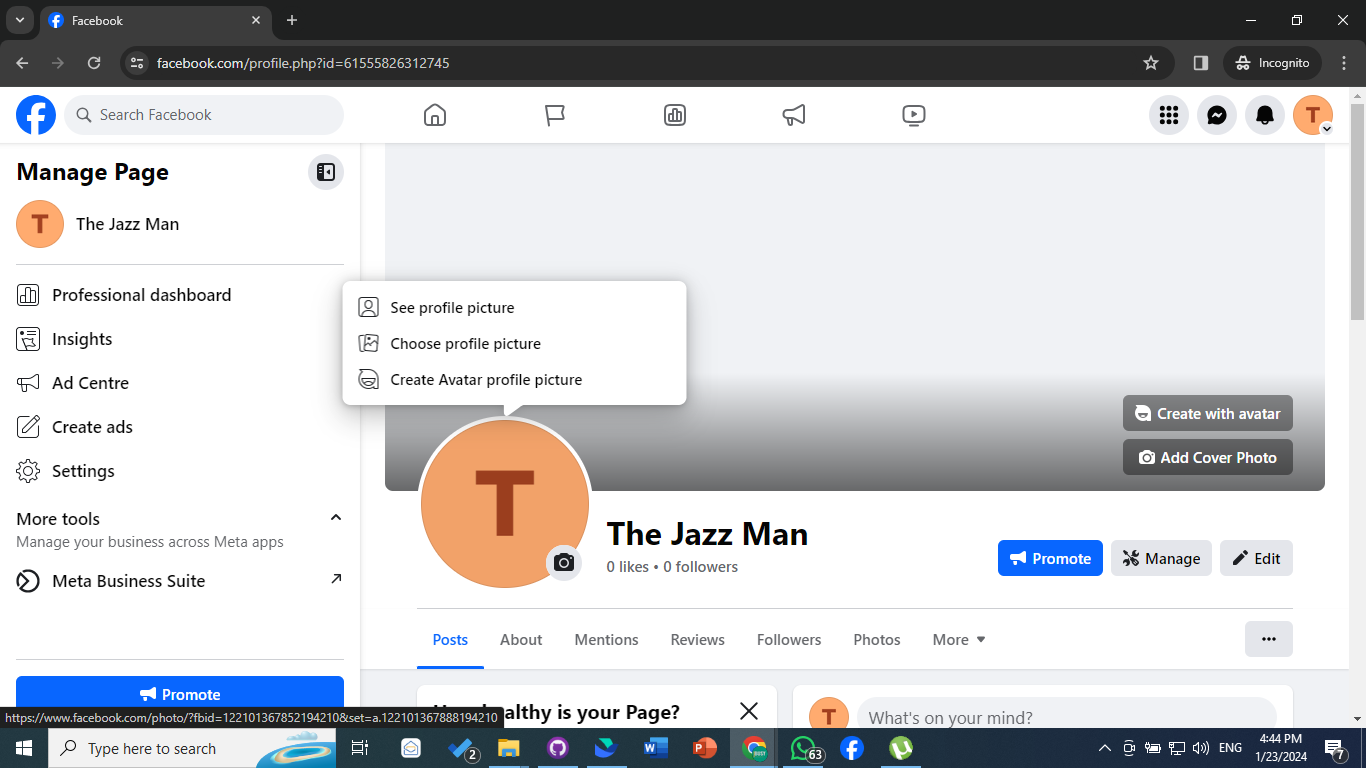 Facebook
facebook.com/profile.php?id=61555826312745
Incognito
Search Facebook
T
Manage Page
T The Jazz Man
Professional dashboard
Insights
Ad Centre
Create ads
Settings
More tools
Manage your business across Meta apps
Meta Business Suite
Promote
See profile picture
Choose profile picture
Create Avatar profile picture
Create with avatar
Add Cover Photo
T
The Jazz Man
0 likes • 0 followers
Promote Manage Edit
Posts About Mentions Reviews Followers Photos More
healthy is your Page?
T What's on your mind?
https://www.facebook.com/photo/?fbid=122101367852194210&set=a.122101367888194210
Type here to search
2
63
ENG
4:44 PM
1/23/2024
7